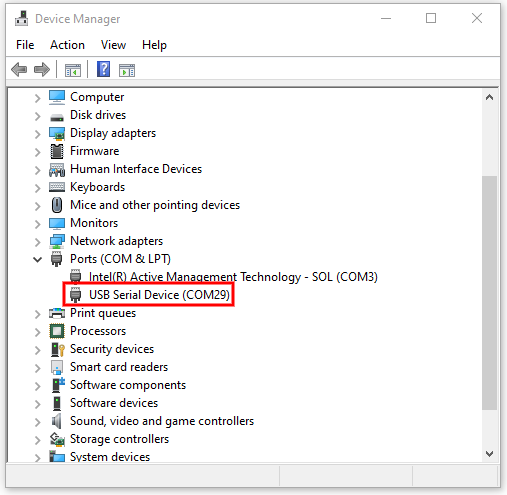 Device Manager
File Action View Help
Computer
Disk drives
Display adapters
Firmware
Human Interface Devices
Keyboards
Mice and other pointing devices
Monitors
Network adapters
Ports (COM & LPT)
Intel(R) Active Management Technology - SOL (COM3)
USB Serial Device (COM29)
Print queues
Processors
Security devices
Smart card readers
Software components
Software devices
Sound, video and game controllers
Storage controllers
System devices